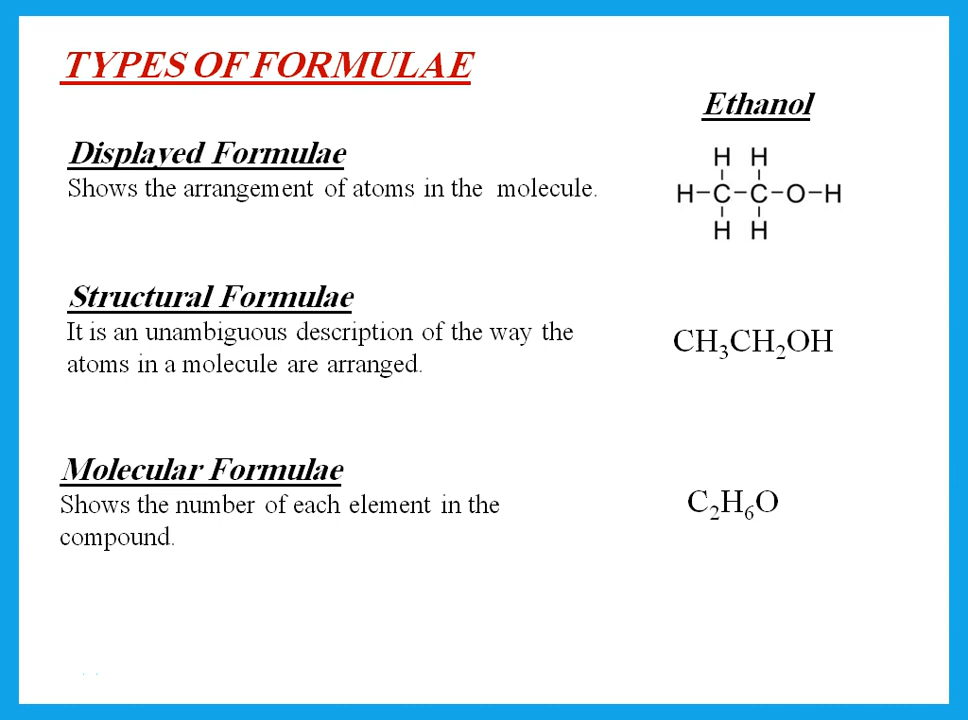 TYPES OF FORMULAE
Ethanol
Displayed Formulae
Shows the arrangement of atoms in the molecule.
H H
H–C–C–O–H
H H
Structural Formulae
It is an unambiguous description of the way the
atoms in a molecule are arranged.
CH₃CH₂OH
Molecular Formulae
Shows the number of each element in the
compound.
C₂H₆O